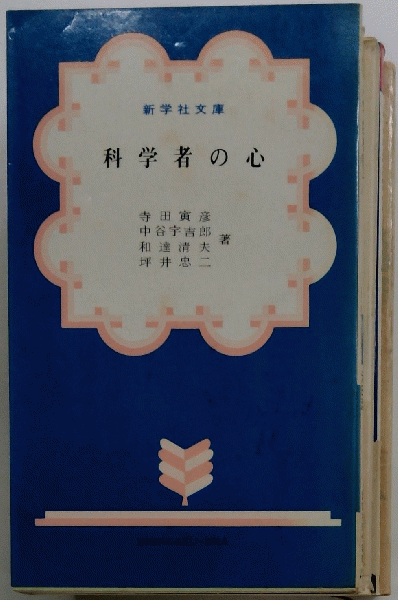 新学社文庫
科学者の心
寺田寅彦
中谷宇吉郎
和達清夫
坪井忠二
著